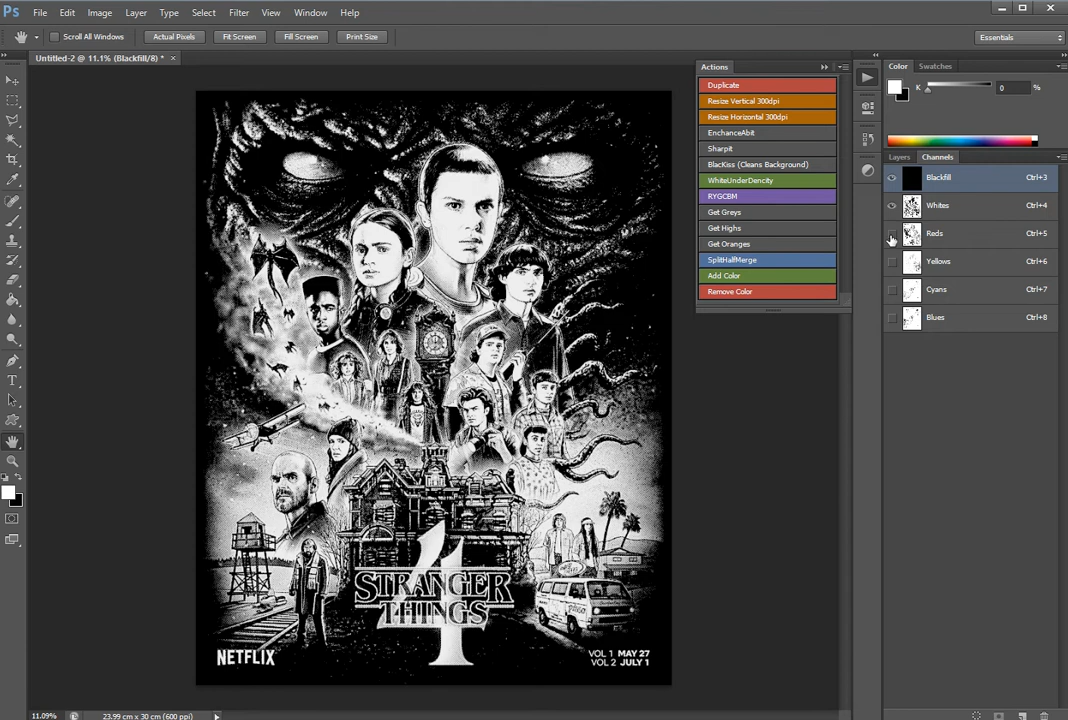 Ps File Edit Image Layer Type Select Filter View Window Help
Scroll All Windows Actual Pixels Fit Screen Fill Screen Print Size Essentials
Untitled-2 @ 11.1% (Blackfill/8) * ×
Actions
Duplicate
Resize Vertical 300dpi
Resize Horizontal 300dpi
EnchanceAbit
Sharpit
BlacKiss (Cleans Background)
WhiteUnderDencity
RYGCBM
Get Greys
Get Highs
Get Oranges
SplitHalfMerge
Add Color
Remove Color
Color Swatches
K 0 %
Layers Channels
Blackfill Ctrl+3
Whites Ctrl+4
Reds Ctrl+5
Yellows Ctrl+6
Cyans Ctrl+7
Blues Ctrl+8
4
STRANGER
THINGS
NETFLIX
VOL 1 MAY 27
VOL 2 JULY 1
11.09% 23.99 cm x 30 cm (600 ppi)